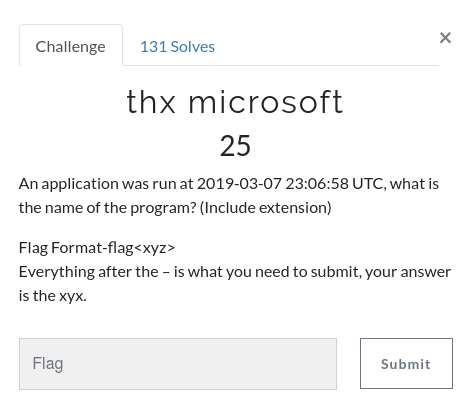 Challenge
131 Solves
×
thx microsoft
25
An application was run at 2019-03-07 23:06:58 UTC, what is
the name of the program? (Include extension)
Flag Format-flag<xyz>
Everything after the – is what you need to submit, your answer
is the xyx.
Flag
Submit